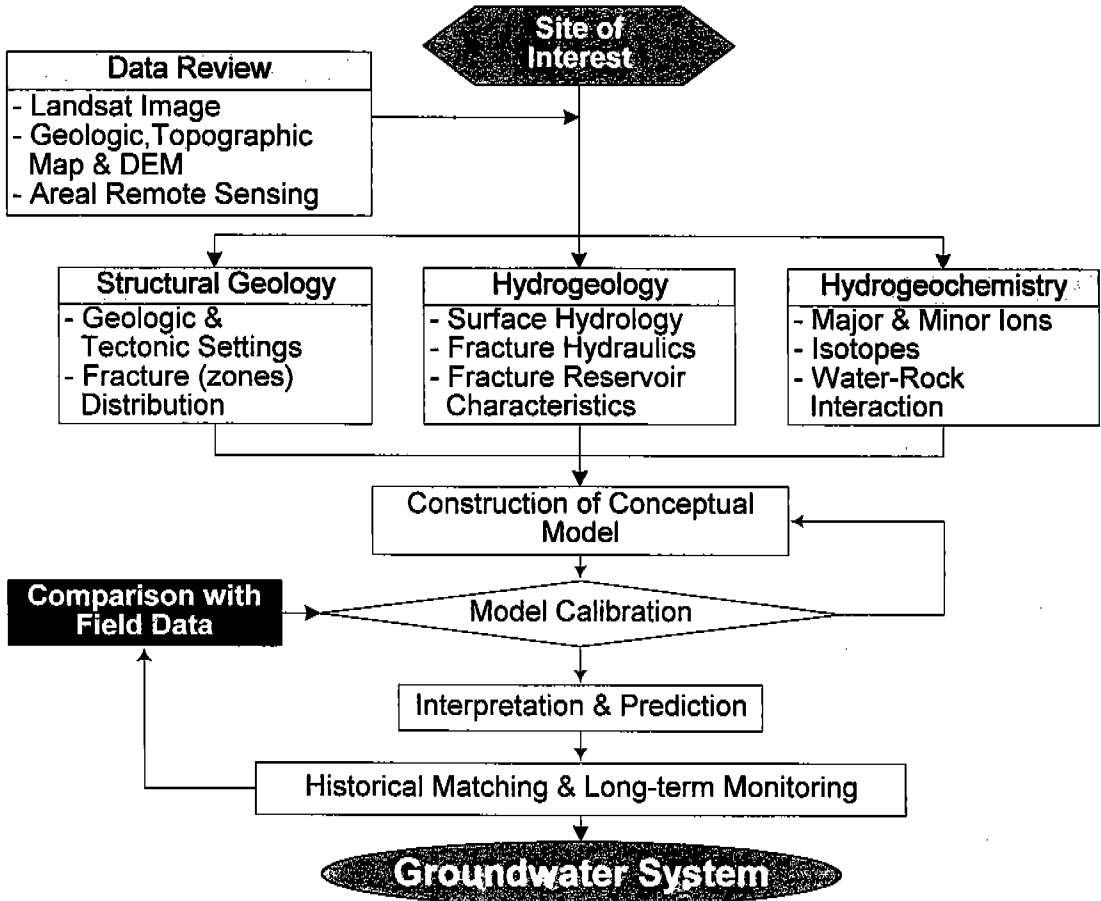 Site of
Interest
Data Review
- Landsat Image
- Geologic,Topographic
Map & DEM
- Areal Remote Sensing
Structural Geology
- Geologic &
Tectonic Settings
- Fracture (zones)
Distribution
Hydrogeology
- Surface Hydrology
- Fracture Hydraulics
- Fracture Reservoir
Characteristics
Hydrogeochemistry
- Major & Minor Ions
- Isotopes
- Water-Rock
Interaction
Construction of Conceptual
Model
Comparison with
Field Data
Model Calibration
Interpretation & Prediction
Historical Matching & Long-term Monitoring
Groundwater System